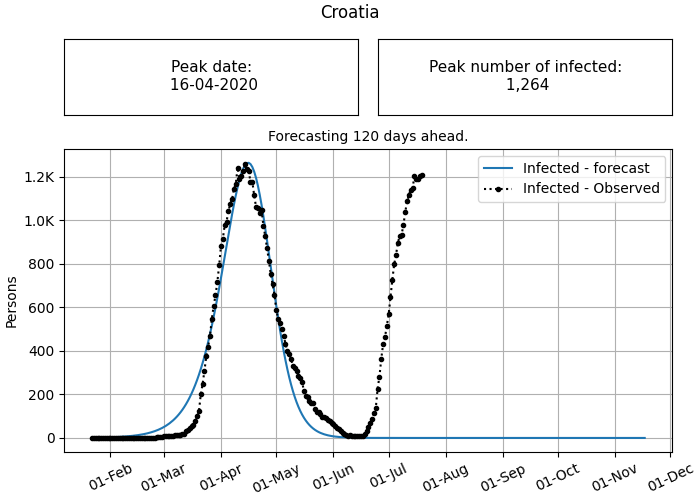 Croatia
Peak date:
16-04-2020
Peak number of infected:
1,264
Forecasting 120 days ahead.
Infected - forecast
Infected - Observed
Persons
1.2K
1.0K
800
600
400
200
0
01-Feb
01-Mar
01-Apr
01-May
01-Jun
01-Jul
01-Aug
01-Sep
01-Oct
01-Nov
01-Dec